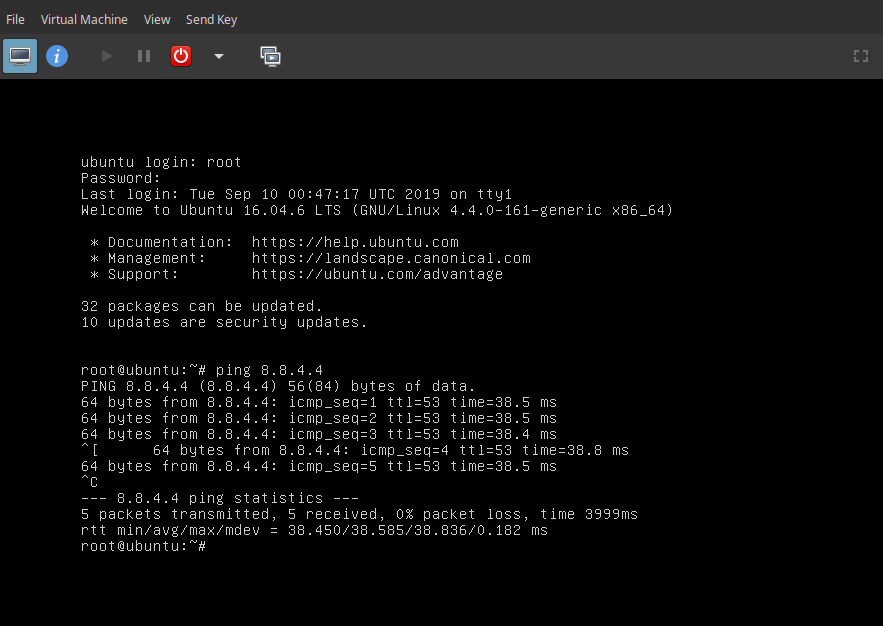 File Virtual Machine View Send Key
ubuntu login: root
Password:
Last login: Tue Sep 10 00:47:17 UTC 2019 on tty1
Welcome to Ubuntu 16.04.6 LTS (GNU/Linux 4.4.0-161-generic x86_64)
* Documentation: https://help.ubuntu.com
* Management: https://landscape.canonical.com
* Support: https://ubuntu.com/advantage
32 packages can be updated.
10 updates are security updates.
root@ubuntu:~# ping 8.8.4.4
PING 8.8.4.4 (8.8.4.4) 56(84) bytes of data.
64 bytes from 8.8.4.4: icmp_seq=1 ttl=53 time=38.5 ms
64 bytes from 8.8.4.4: icmp_seq=2 ttl=53 time=38.5 ms
64 bytes from 8.8.4.4: icmp_seq=3 ttl=53 time=38.4 ms
^[ 64 bytes from 8.8.4.4: icmp_seq=4 ttl=53 time=38.8 ms
64 bytes from 8.8.4.4: icmp_seq=5 ttl=53 time=38.5 ms
^C
--- 8.8.4.4 ping statistics ---
5 packets transmitted, 5 received, 0% packet loss, time 3999ms
rtt min/avg/max/mdev = 38.450/38.585/38.836/0.182 ms
root@ubuntu:~#